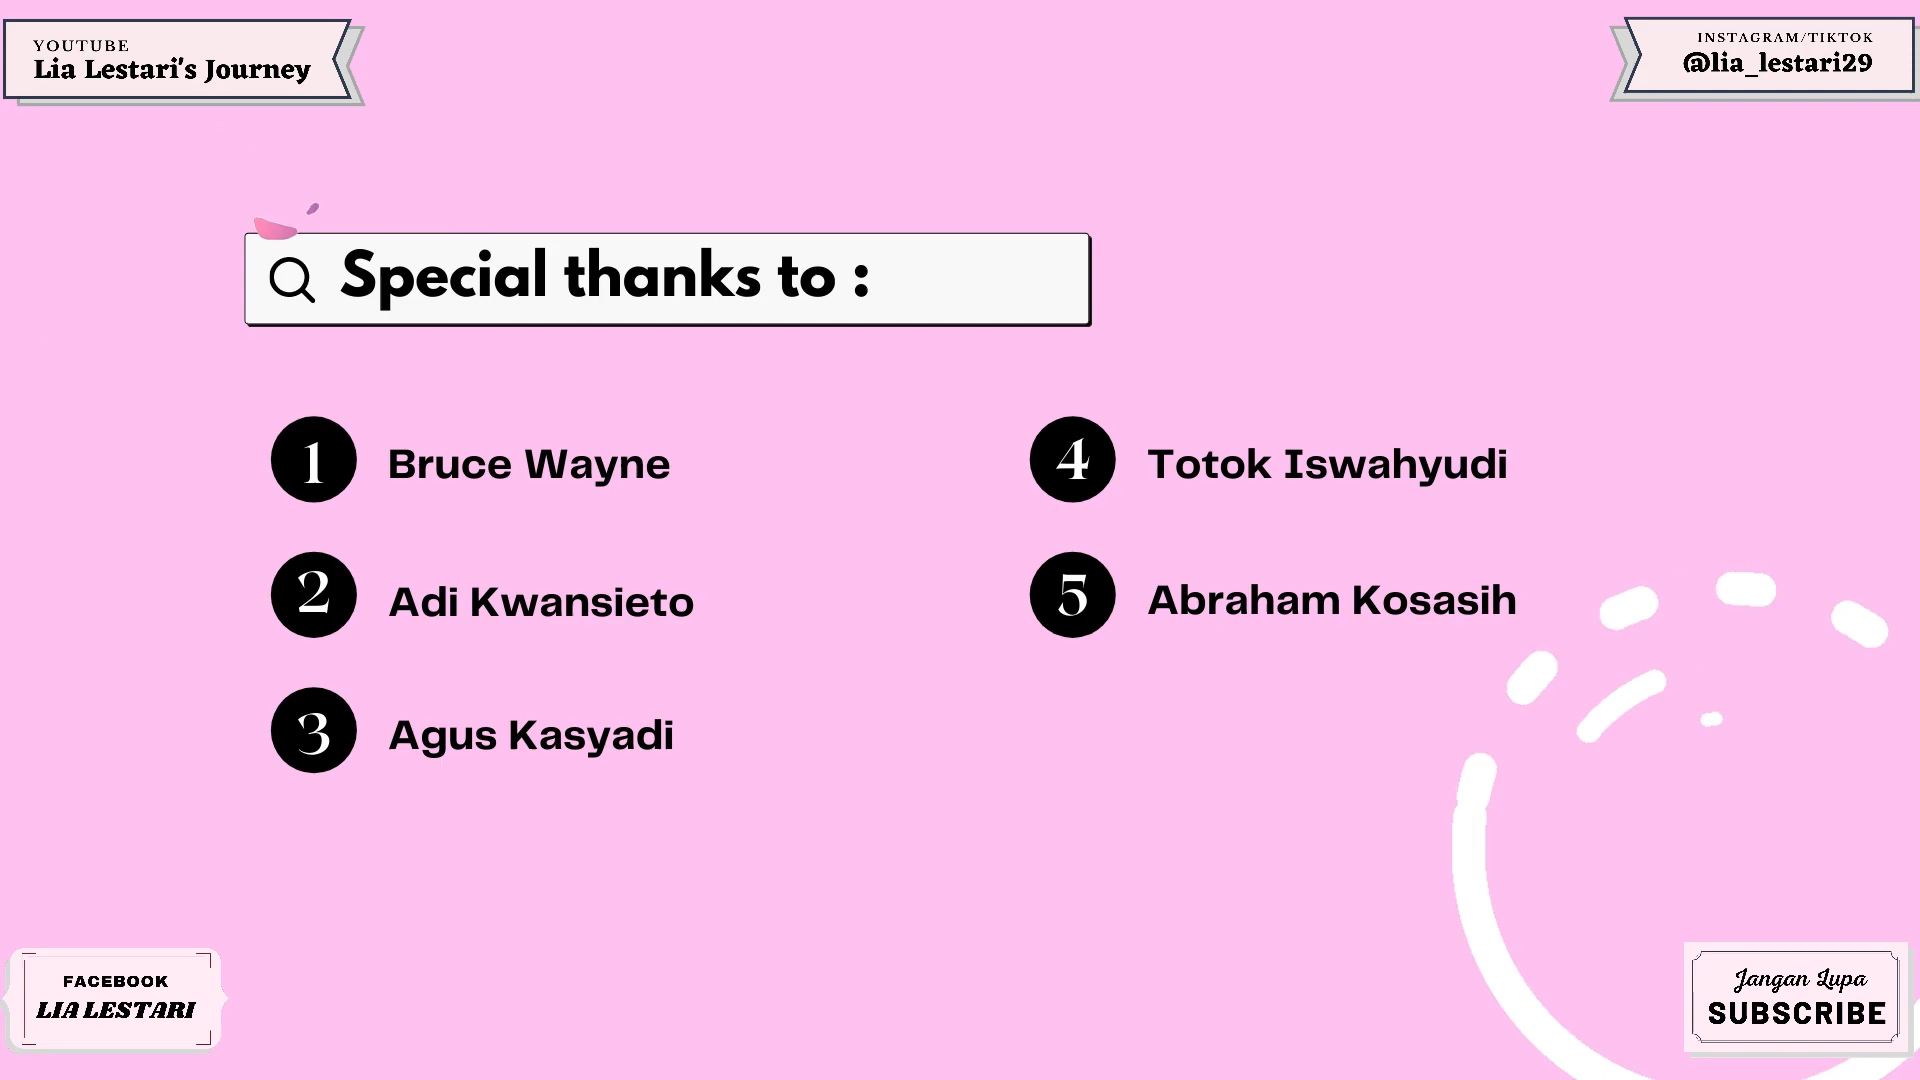 YOUTUBE
Lia Lestari's Journey
INSTAGRAM/TIKTOK
@lia_lestari29
Special thanks to :
1 Bruce Wayne
2 Adi Kwansieto
3 Agus Kasyadi
4 Totok Iswahyudi
5 Abraham Kosasih
FACEBOOK
LIA LESTARI
Jangan Lupa
SUBSCRIBE